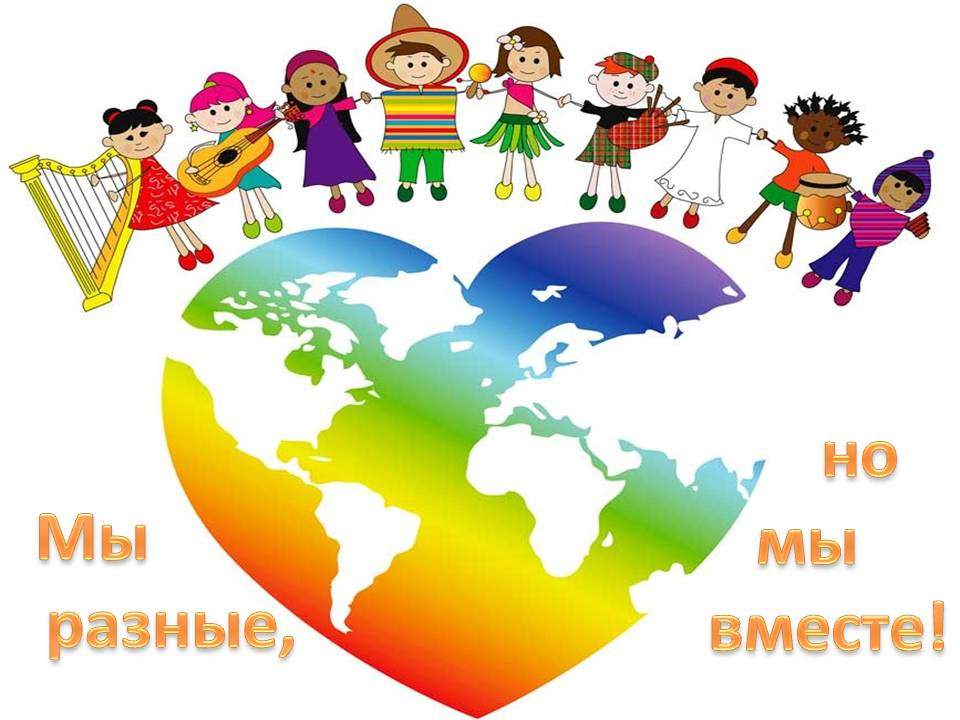 Мы
разные,
но
мы
вместе!